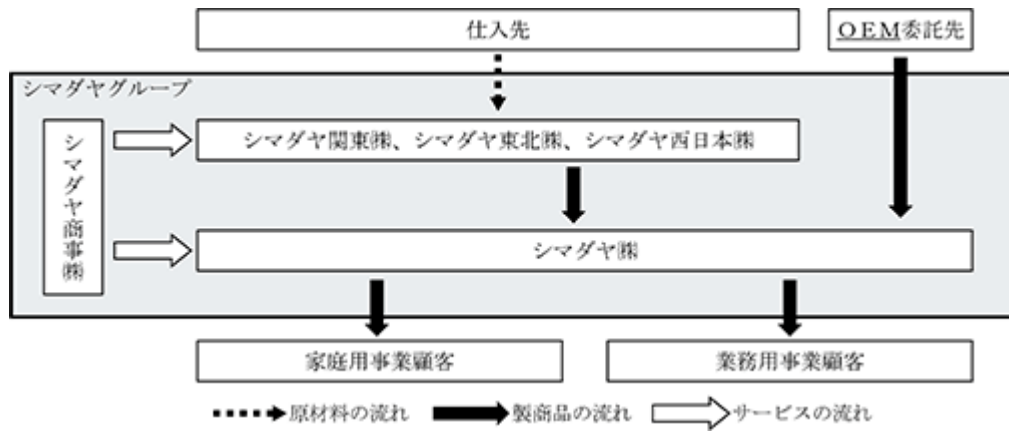 仕入先
ＯＥＭ委託先
シマダヤグループ
シマダヤ商事㈱
シマダヤ関東㈱、シマダヤ東北㈱、シマダヤ西日本㈱
シマダヤ㈱
家庭用事業顧客
業務用事業顧客
原材料の流れ
製商品の流れ
サービスの流れ